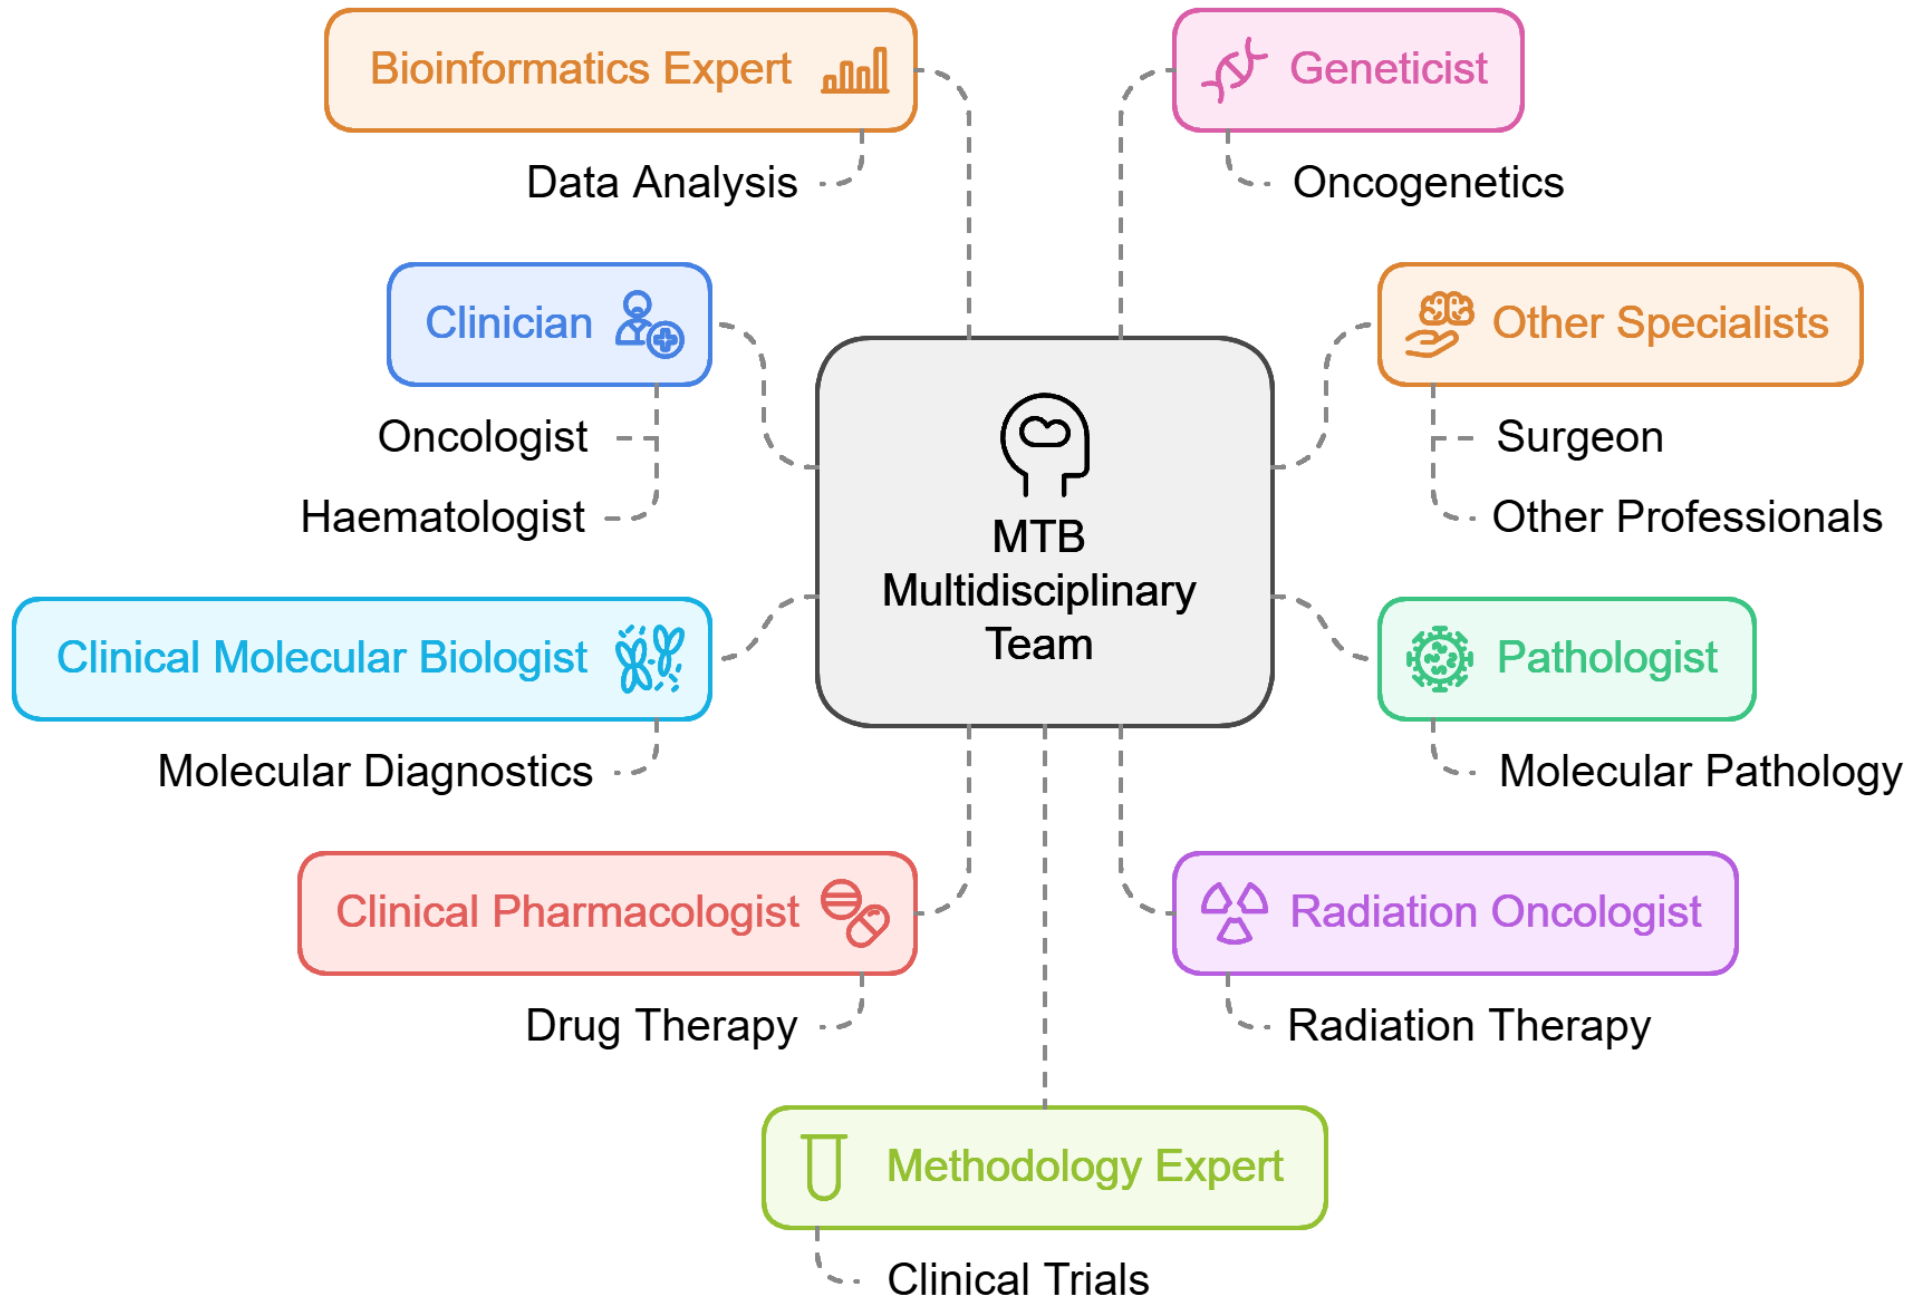 Bioinformatics Expert
Geneticist
Data Analysis
Oncogenetics
Clinician
Other Specialists
Oncologist
Surgeon
Haematologist
Other Professionals
MTB
Multidisciplinary
Team
Clinical Molecular Biologist
Pathologist
Molecular Diagnostics
Molecular Pathology
Clinical Pharmacologist
Radiation Oncologist
Drug Therapy
Radiation Therapy
Methodology Expert
Clinical Trials